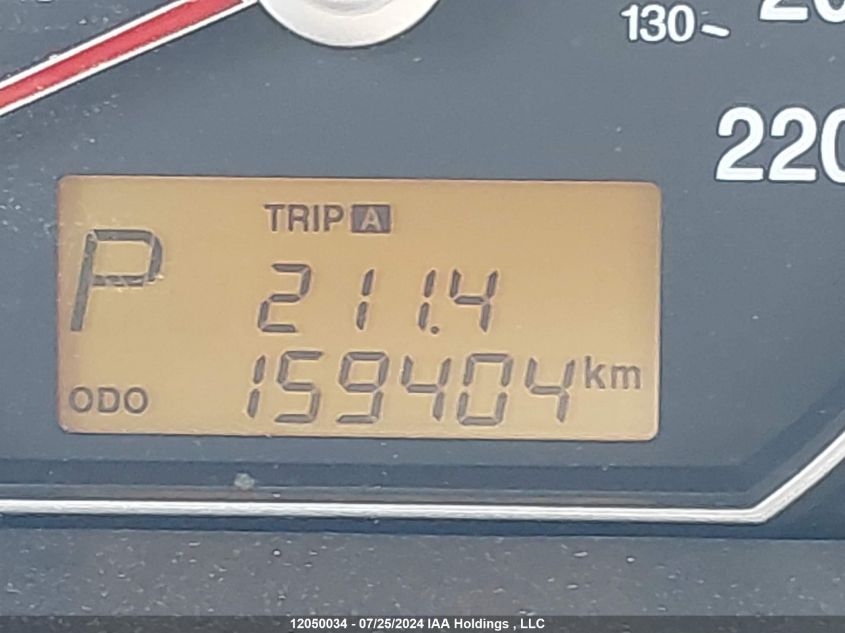 130
220
TRIP A
P
211.4
ODO 159404 km
12050034 - 07/25/2024 IAA Holdings , LLC